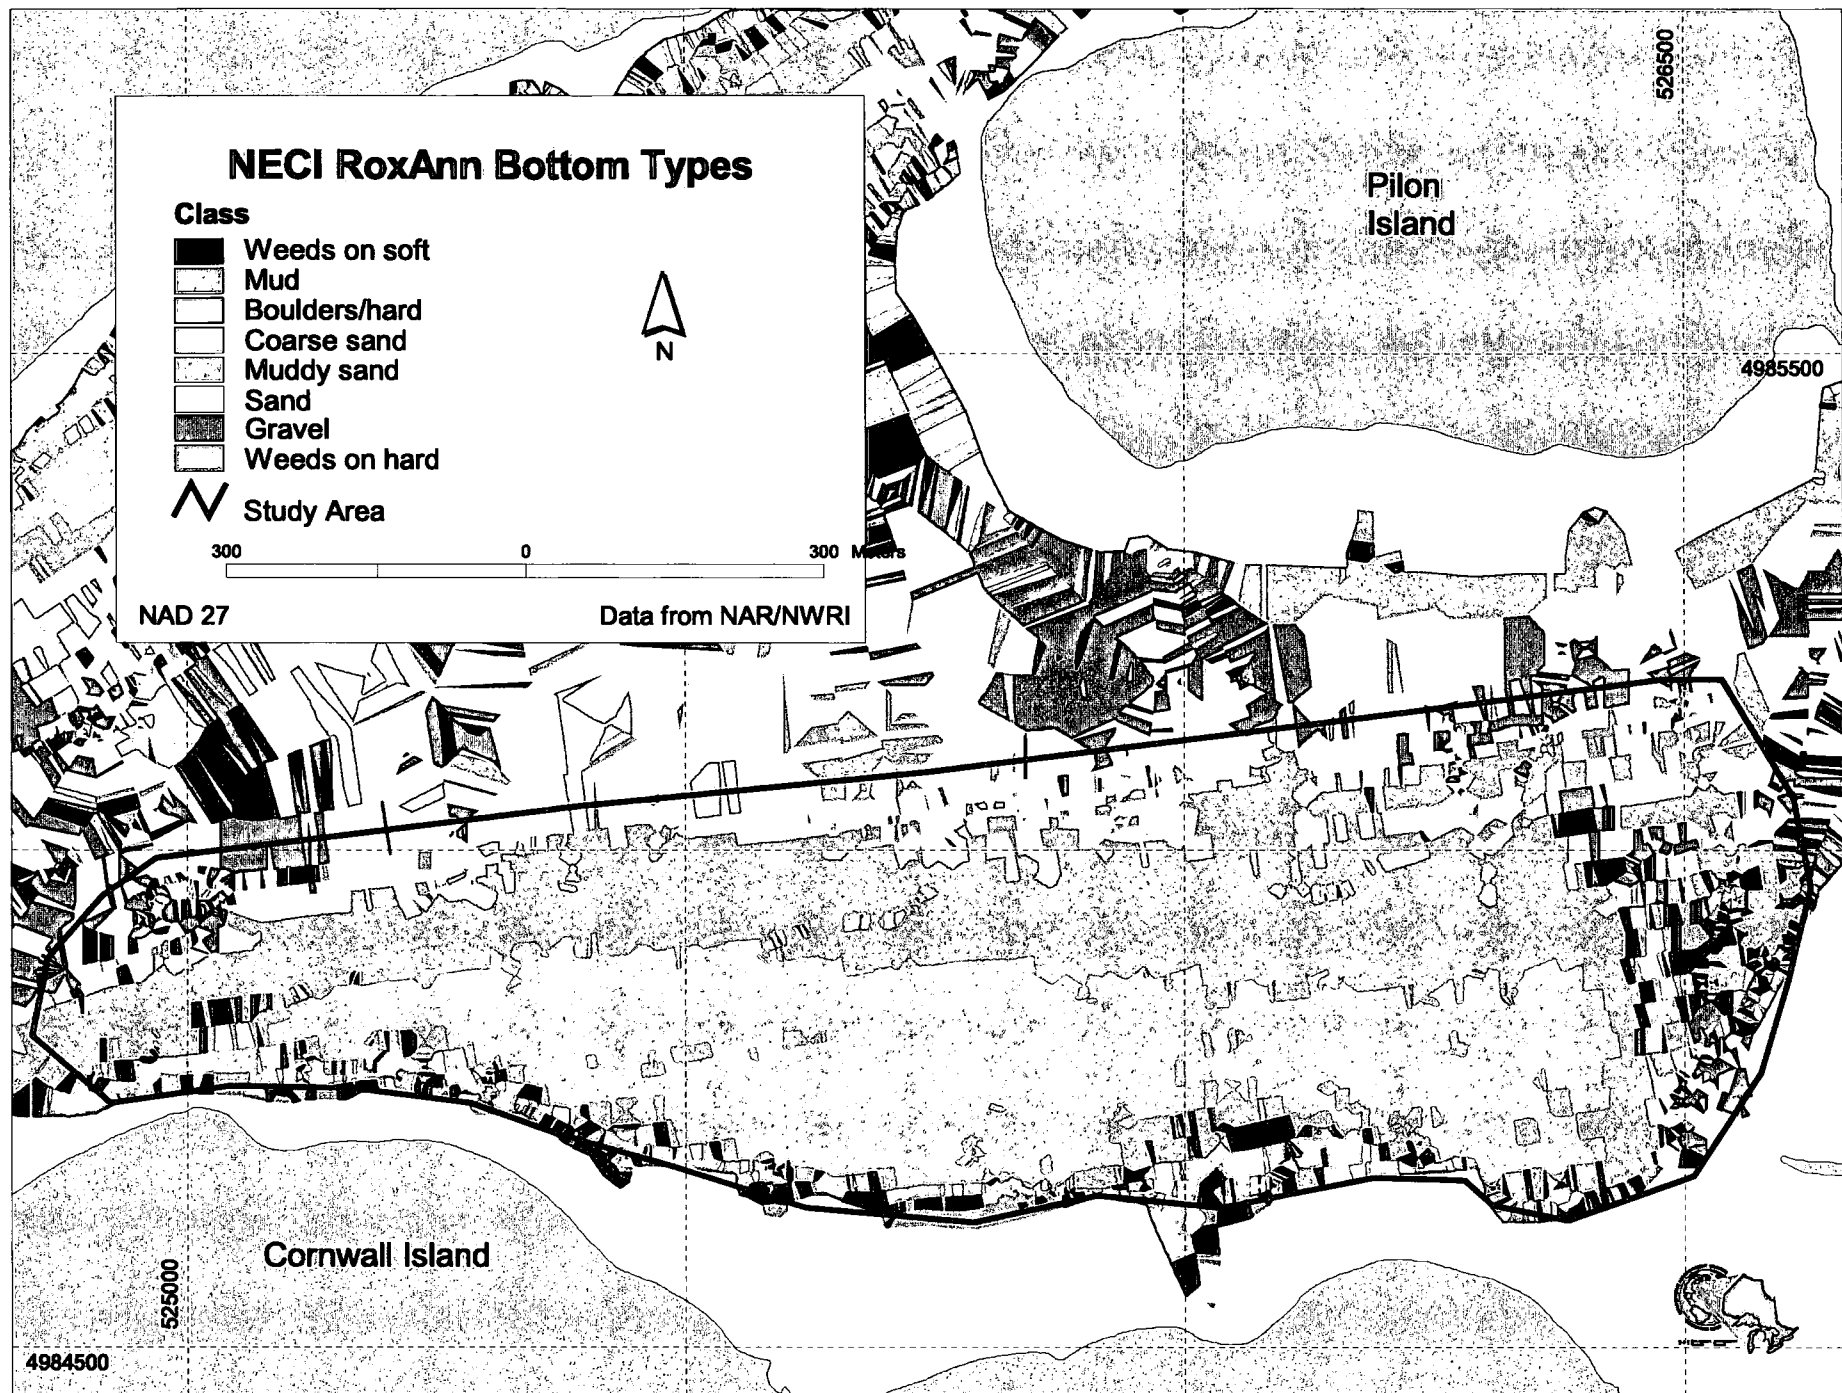 526500
Pilon
Island
NECI RoxAnn Bottom Types
Class
Weeds on soft
Mud
Boulders/hard
Coarse sand
Muddy sand
Sand
Gravel
Weeds on hard
Study Area
N
4985500
300 0 300 Meters
NAD 27 Data from NAR/NWRI
Cornwall Island
525000
4984500